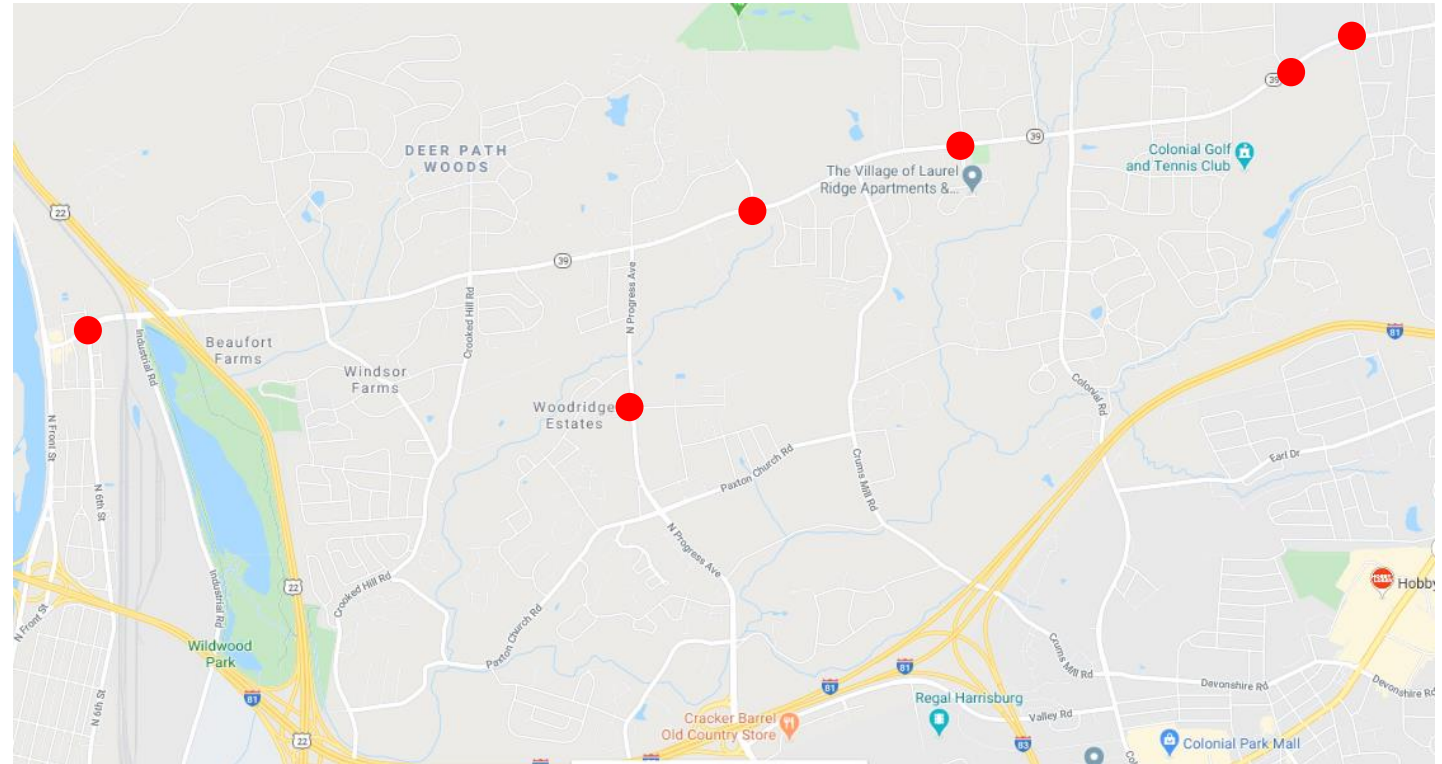 39
DEER PATH
WOODS
Colonial Golf
and Tennis Club
39
The Village of Laurel
Ridge Apartments &...
22
39
N Progress Ave
Crooked Hill Rd
Industrial Rd
Beaufort
Farms
Windsor
Farms
81
Colonial Rd
Woodridge
Estates
N Front St
N 6th St
Paxton Church Rd
Crums Mill Rd
Earl Dr
N Progress Ave
Industrial Rd
22
Crooked Hill Rd
Hobby
N Front St
Wildwood
Park
Paxton Church Rd
Crums Mill Rd
81
81
81
N 6th St
Regal Harrisburg
Devonshire Rd
Devonshire Rd
Valley Rd
Cracker Barrel
Old Country Store
22
83
Colonial Park Mall
81